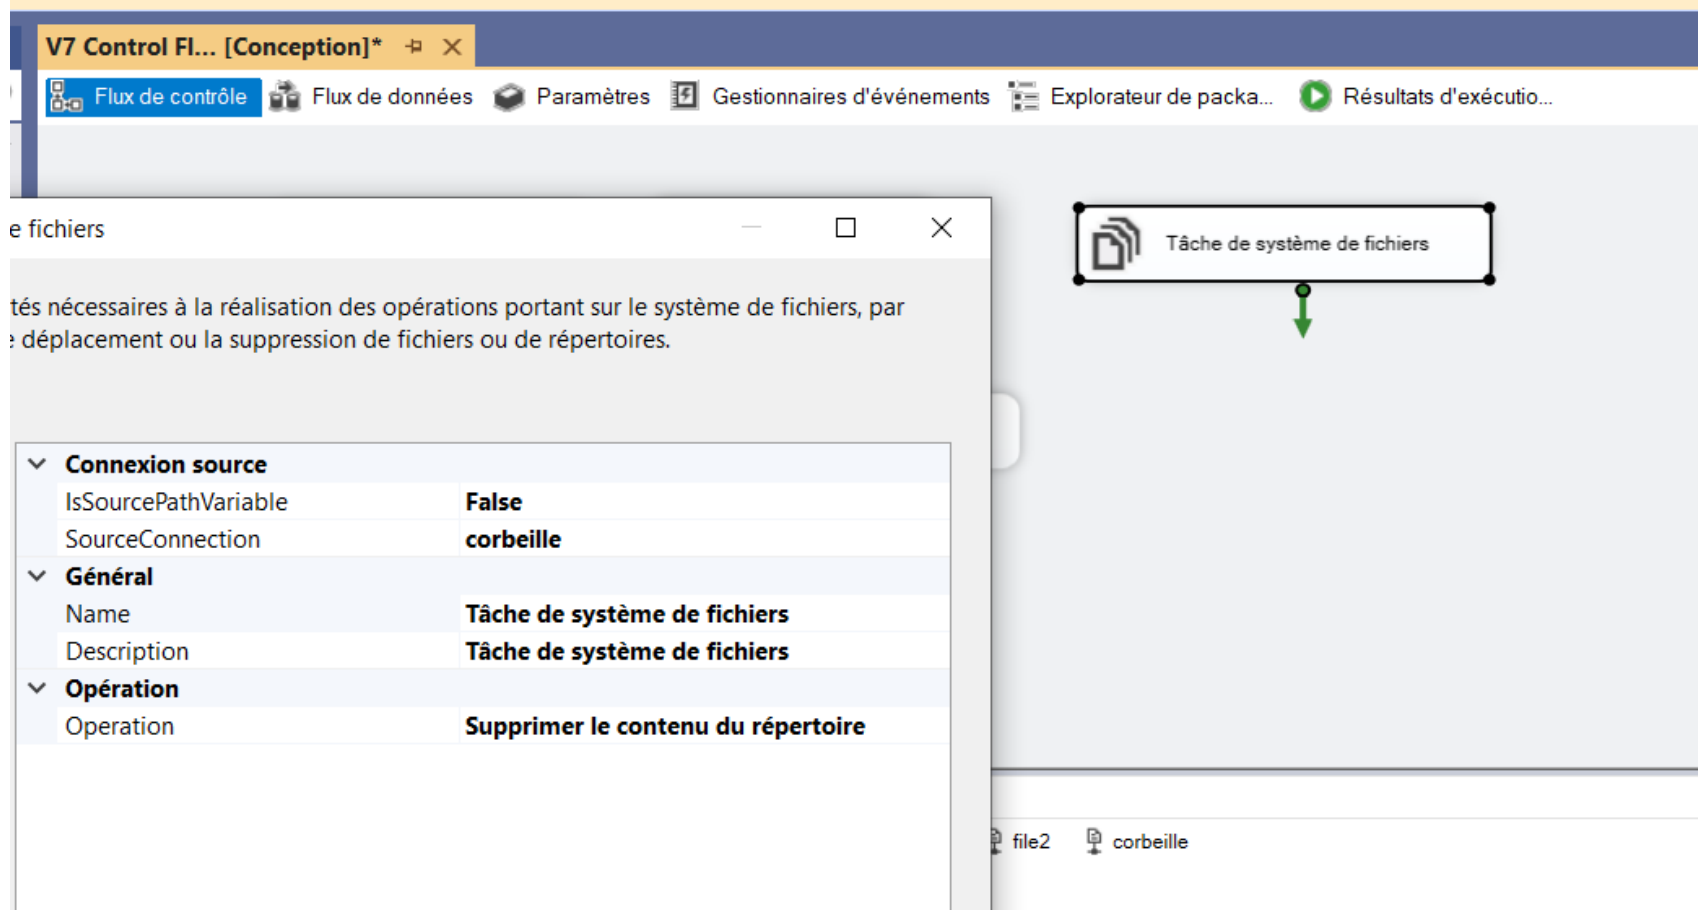 V7 Control Fl... [Conception]*
Flux de contrôle Flux de données Paramètres Gestionnaires d'événements Explorateur de packa... Résultats d'exécutio...
e fichiers
Tâche de système de fichiers
tés nécessaires à la réalisation des opérations portant sur le système de fichiers, par
déplacement ou la suppression de fichiers ou de répertoires.
Connexion source
IsSourcePathVariable False
SourceConnection corbeille
Général
Name Tâche de système de fichiers
Description Tâche de système de fichiers
Opération
Operation Supprimer le contenu du répertoire
file2 corbeille